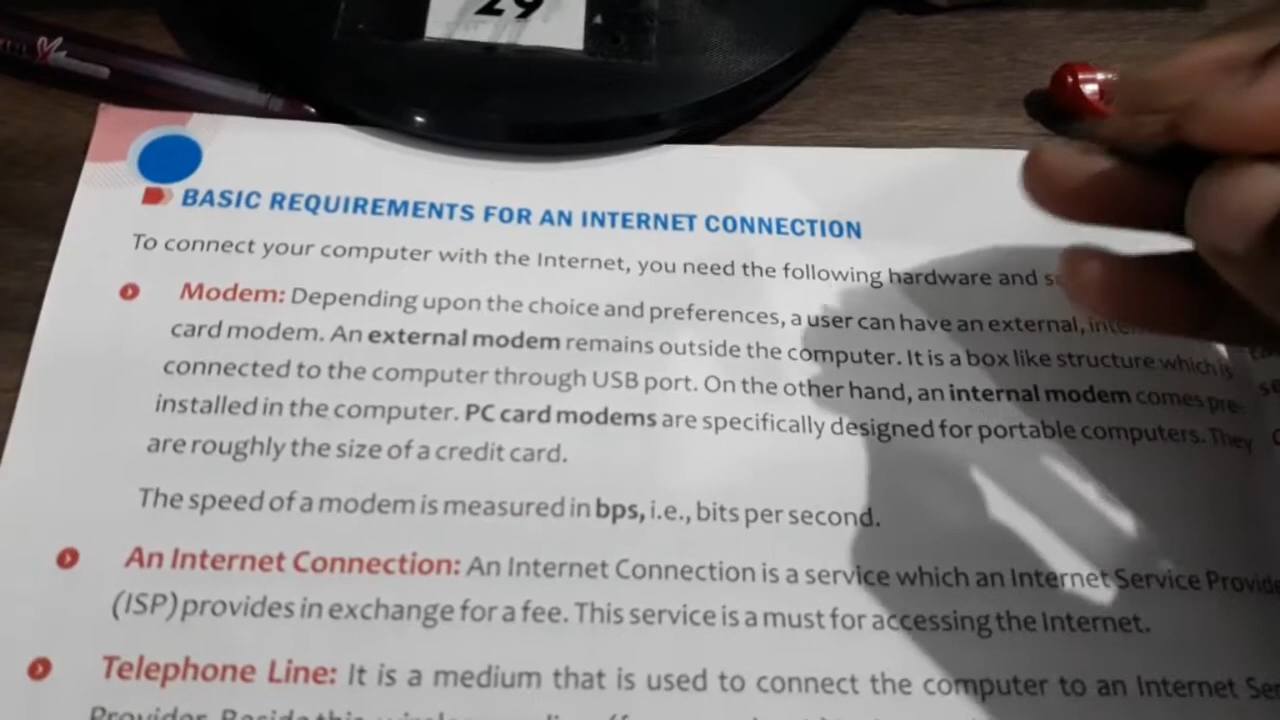 29
BASIC REQUIREMENTS FOR AN INTERNET CONNECTION
To connect your computer with the Internet, you need the following hardware and
Modem: Depending upon the choice and preferences, a user can have an external,
card modem. An external modem remains outside the computer. It is a box like structure which is
connected to the computer through USB port. On the other hand, an internal modem comes pre-
installed in the computer. PC card modems are specifically designed for portable computers. They
are roughly the size of a credit card.
The speed of a modem is measured in bps, i.e., bits per second.
An Internet Connection: An Internet Connection is a service which an Internet Service
(ISP) provides in exchange for a fee. This service is a must for accessing the Internet.
Telephone Line: It is a medium that is used to connect the computer to an Internet